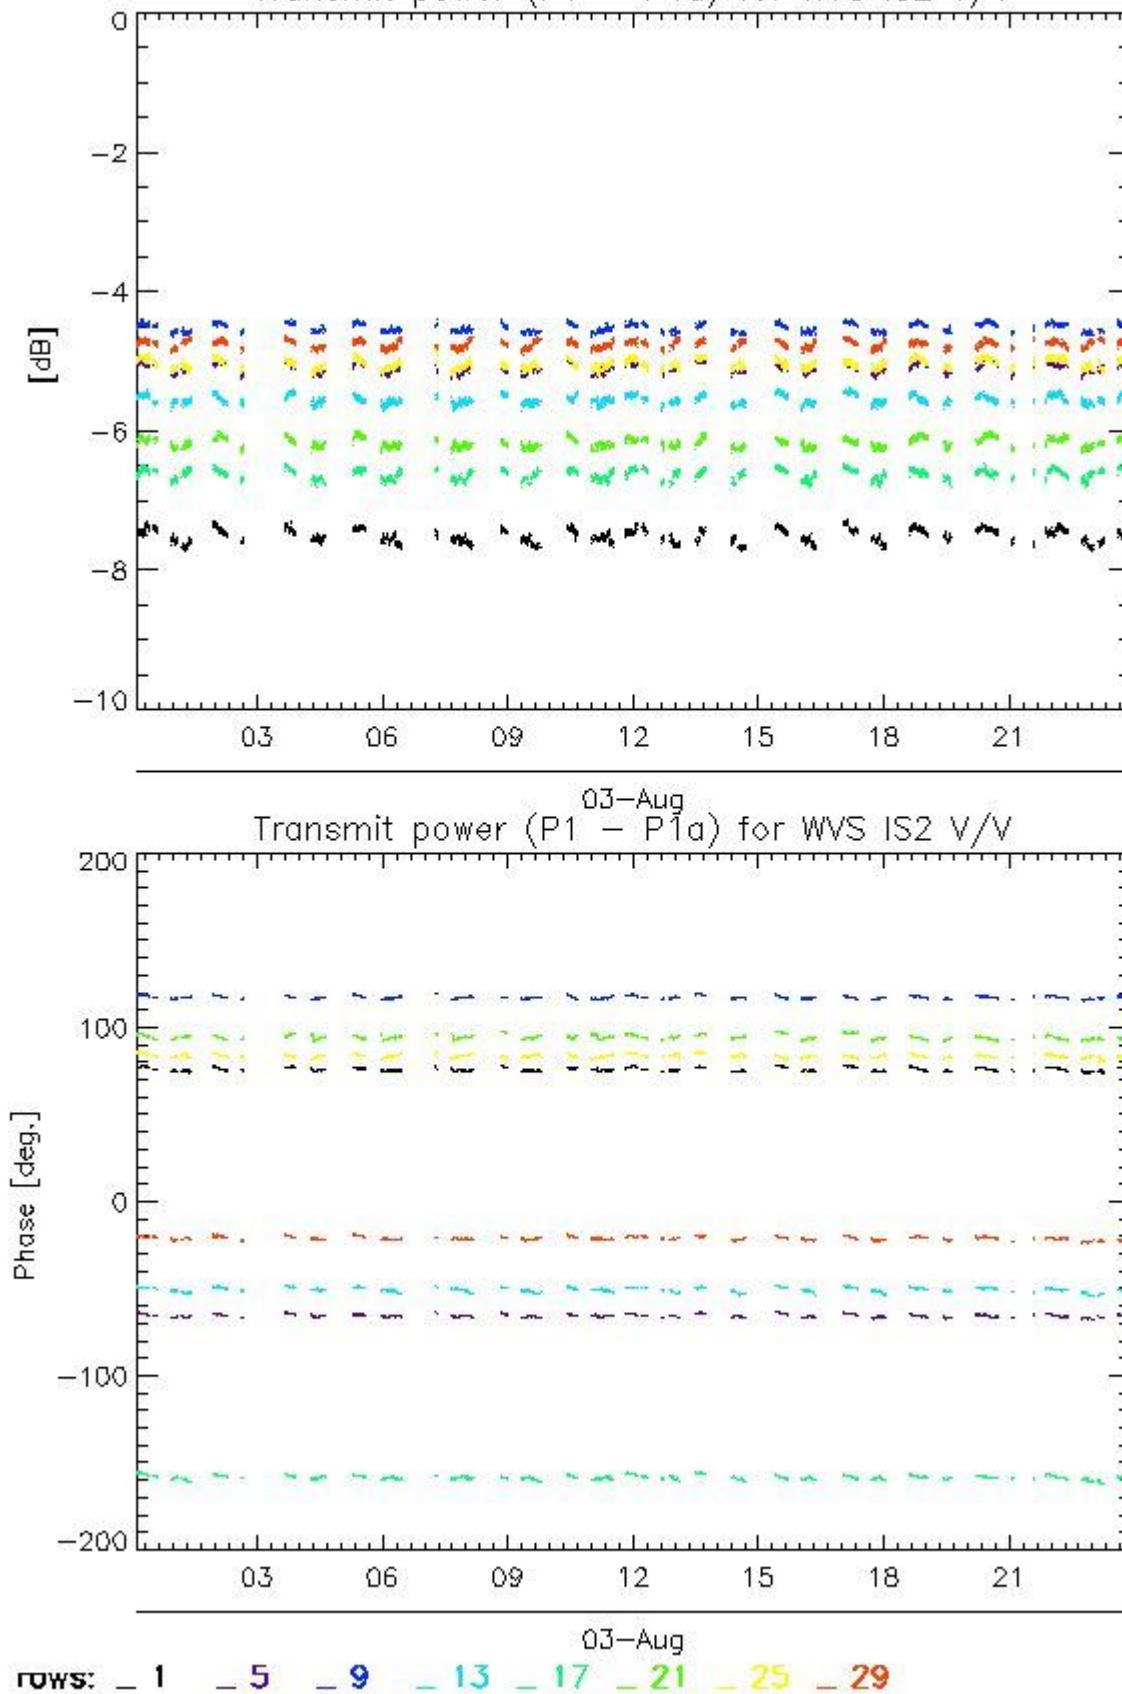 0
−2
−4
[dB]
−6
−8
−10
03 06 09 12 15 18 21
03−Aug
Transmit power (P1 − P1a) for WVS IS2 V/V
200
100
Phase [deg.]
0
−100
−200
03 06 09 12 15 18 21
03−Aug
rows: _ 1 _ 5 _ 9 _ 13 _ 17 _ 21 _ 25 _ 29